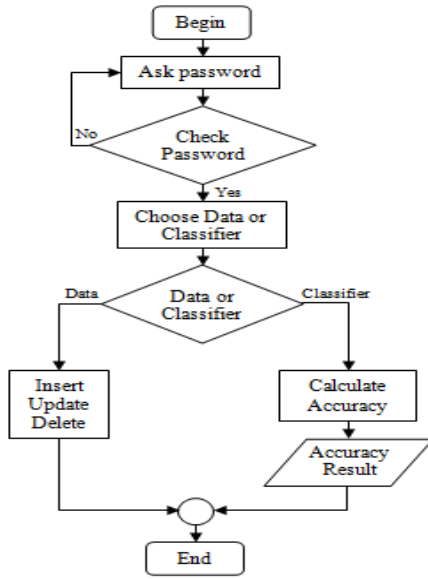 Begin
Ask password
No
Check
Password
Yes
Choose Data or
Classifier
Data
Data or
Classifier
Classifier
Insert
Update
Delete
Calculate
Accuracy
Accuracy
Result
End